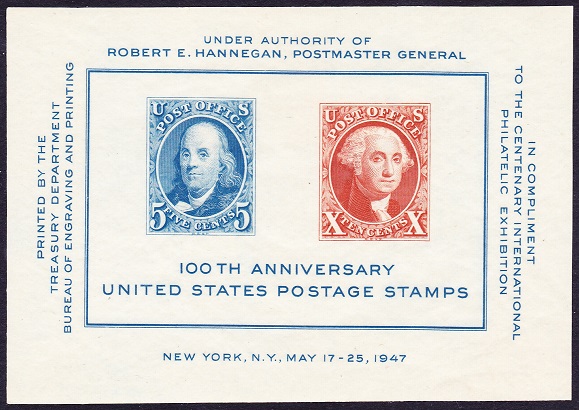 UNDER AUTHORITY OF
ROBERT E. HANNEGAN, POSTMASTER GENERAL
PRINTED BY THE
TREASURY DEPARTMENT
BUREAU OF ENGRAVING AND PRINTING
U S
POST OFFICE
5 FIVE CENTS 5
U S
POST OFFICE
X TEN CENTS X
100TH ANNIVERSARY
UNITED STATES POSTAGE STAMPS
IN COMPLIMENT
TO THE CENTENARY INTERNATIONAL
PHILATELIC EXHIBITION
NEW YORK, N.Y., MAY 17-25, 1947